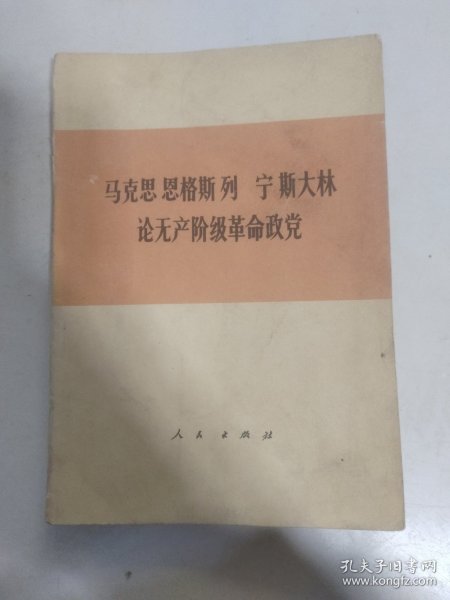 马克思 恩格斯 列 宁 斯大林
论无产阶级革命政党
人民出版社
孔夫子旧书网
www.kongfz.com